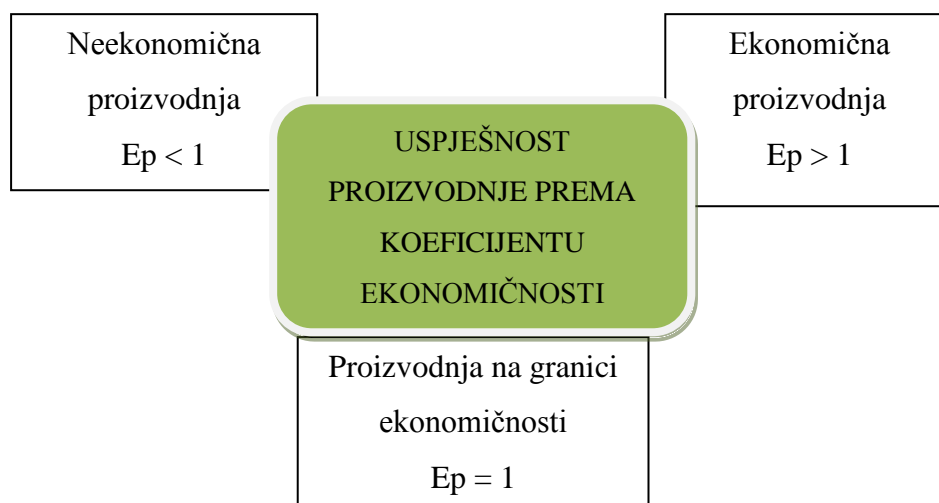 Neekonomična
proizvodnja
Ep < 1
Ekonomična
proizvodnja
Ep > 1
USPJEŠNOST
PROIZVODNJE PREMA
KOEFICIJENTU
EKONOMIČNOSTI
Proizvodnja na granici
ekonomičnosti
Ep = 1